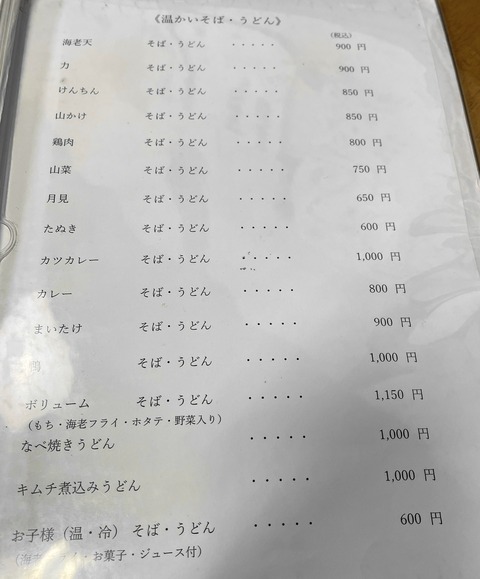 《温かいそば・うどん》
(税込)
海老天 そば・うどん ・・・・・ 900 円
力 そば・うどん ・・・・・ 900 円
けんちん そば・うどん ・・・・・ 850 円
山かけ そば・うどん ・・・・・ 850 円
鶏肉 そば・うどん ・・・・・ 800 円
山菜 そば・うどん ・・・・・ 750 円
月見 そば・うどん ・・・・・ 650 円
たぬき そば・うどん ・・・・・ 600 円
カツカレー そば・うどん ・・・・・ 1,000 円
カレー そば・うどん ・・・・・ 800 円
まいたけ そば・うどん ・・・・・ 900 円
鴨 そば・うどん ・・・・・ 1,000 円
ボリューム そば・うどん ・・・・・ 1,150 円
(もち・海老フライ・ホタテ・野菜入り)
なべ焼きうどん ・・・・・ 1,000 円
キムチ煮込みうどん ・・・・・ 1,000 円
お子様（温・冷） そば・うどん ・・・・・ 600 円
(海老フライ・お菓子・ジュース付)